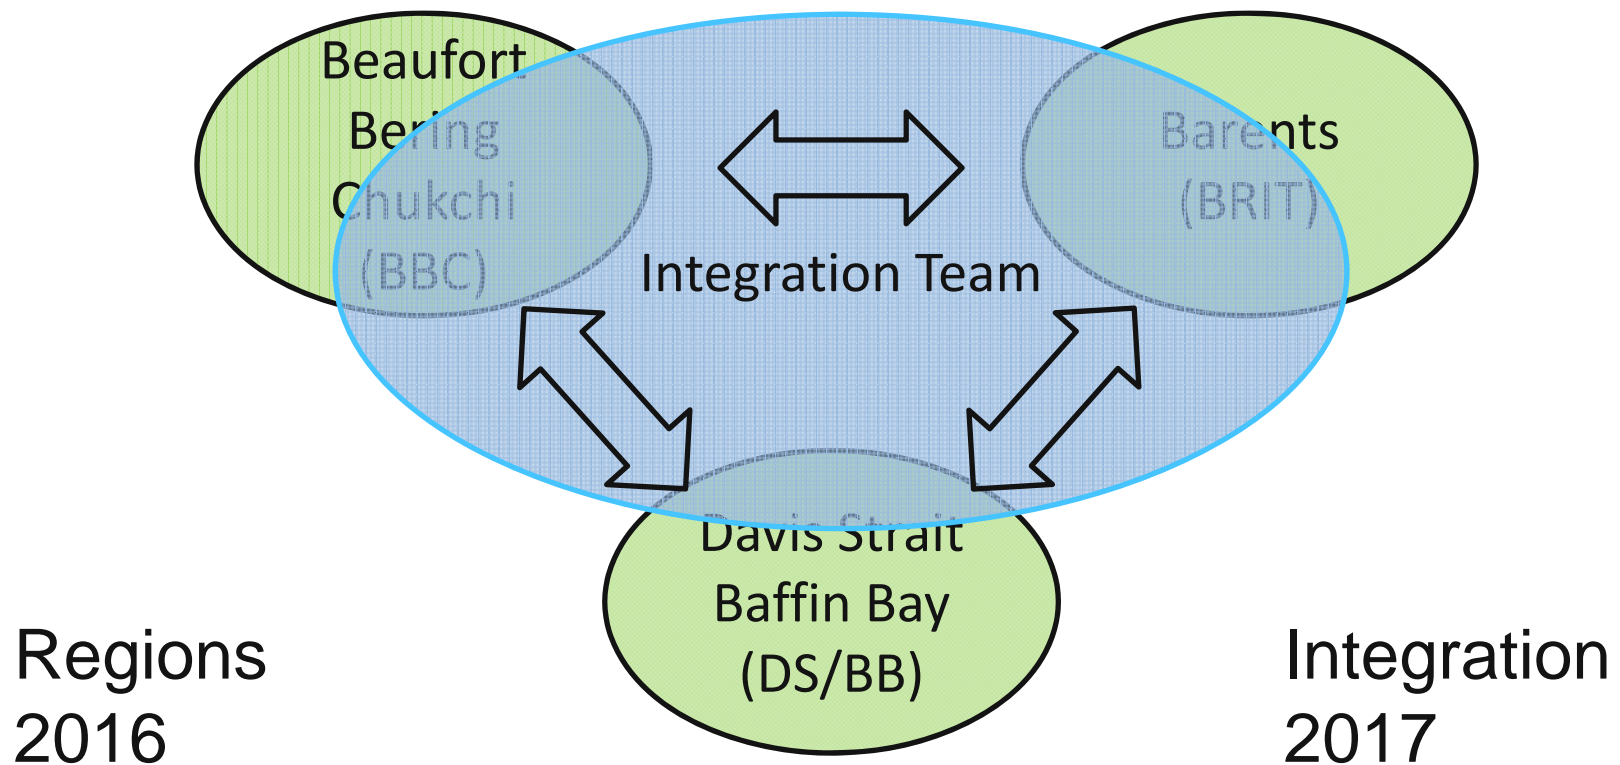 Beaufort
Bering
Chukchi
(BBC)
Barents
(BRIT)
Integration Team
Davis Strait
Baffin Bay
(DS/BB)
Regions
2016
Integration
2017